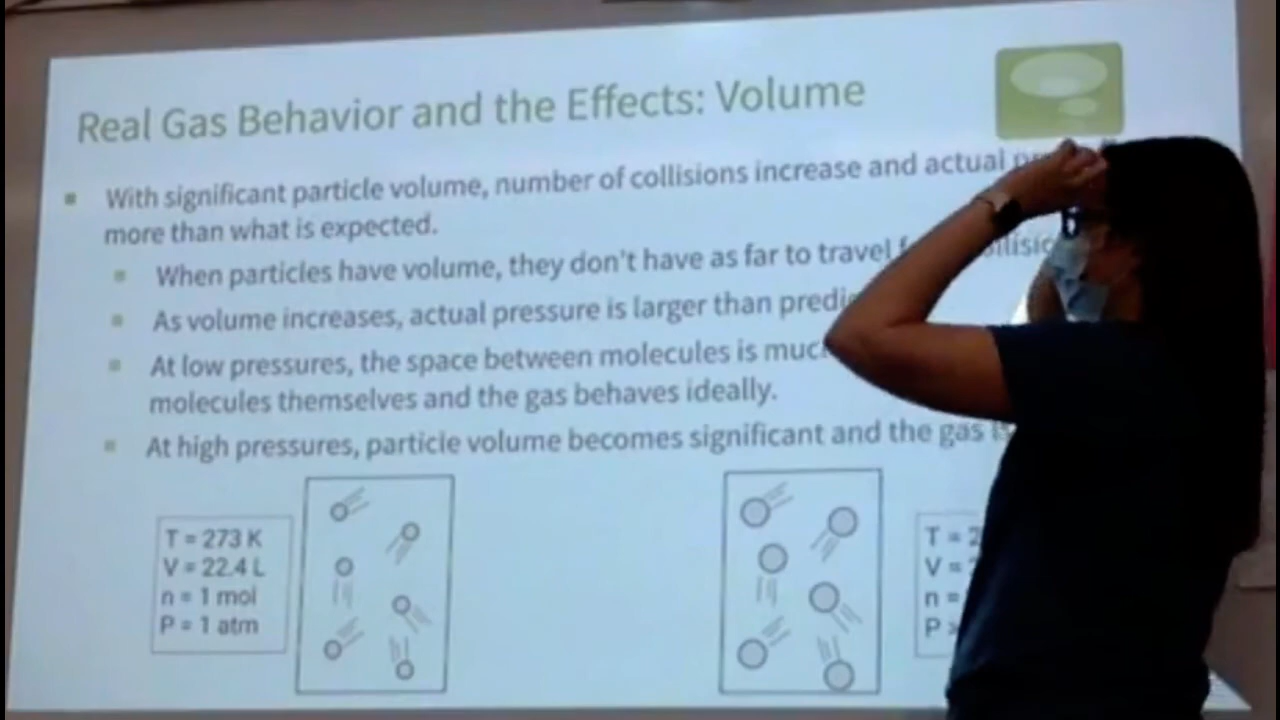 Real Gas Behavior and the Effects: Volume
With significant particle volume, number of collisions increase and actual
more than what is expected.
When particles have volume, they don't have as far to travel
As volume increases, actual pressure is larger than
At low pressures, the space between molecules is
molecules themselves and the gas behaves ideally.
At high pressures, particle volume becomes significant and the gas
T = 273 K
V = 22.4 L
n = 1 mol
P = 1 atm
T =
V =
n =
P